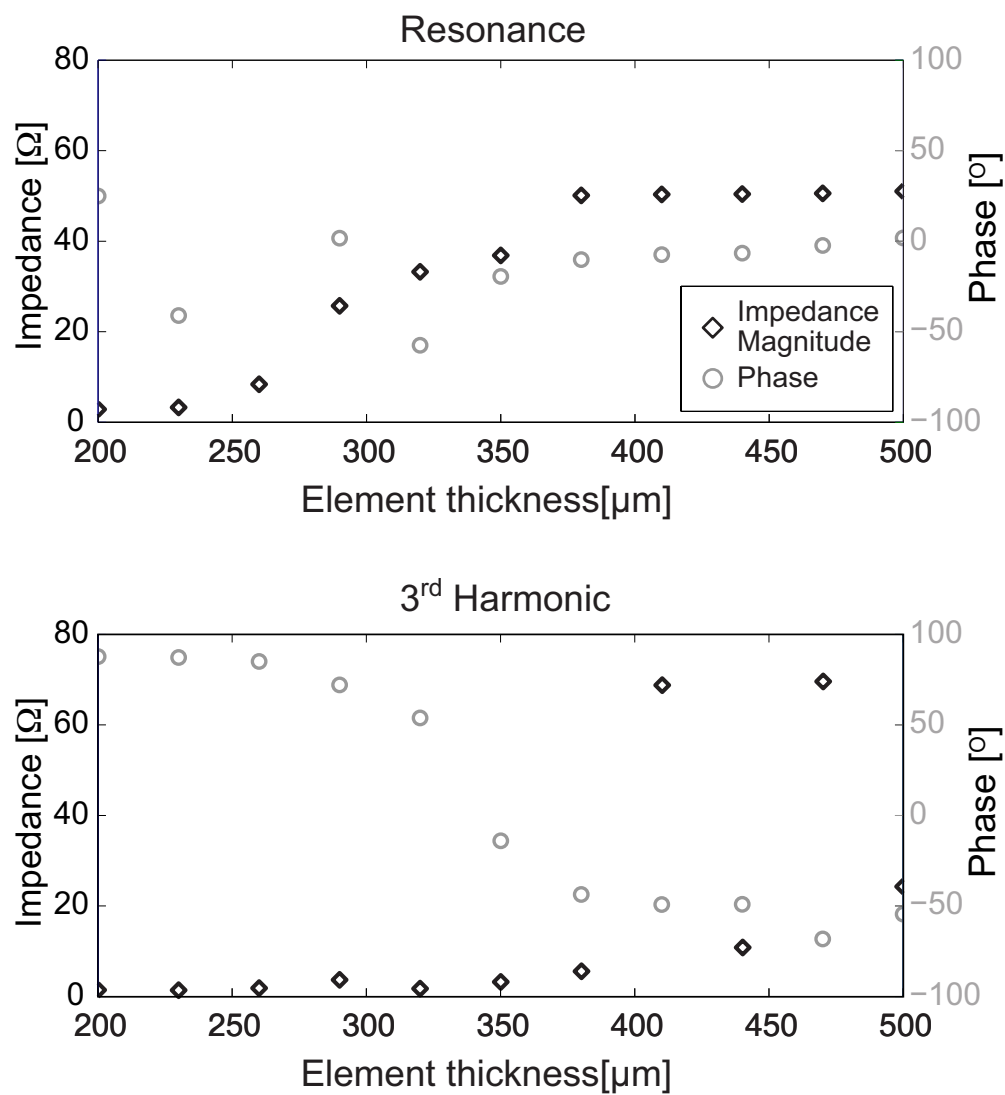 Resonance
80
60
40
20
0
Impedance [Ω]
100
50
0
−50
−100
Phase [º]
Impedance
Magnitude
Phase
200 250 300 350 400 450 500
Element thickness[µm]
3rd Harmonic
80
60
40
20
0
Impedance [Ω]
100
50
0
−50
−100
Phase [º]
200 250 300 350 400 450 500
Element thickness[µm]